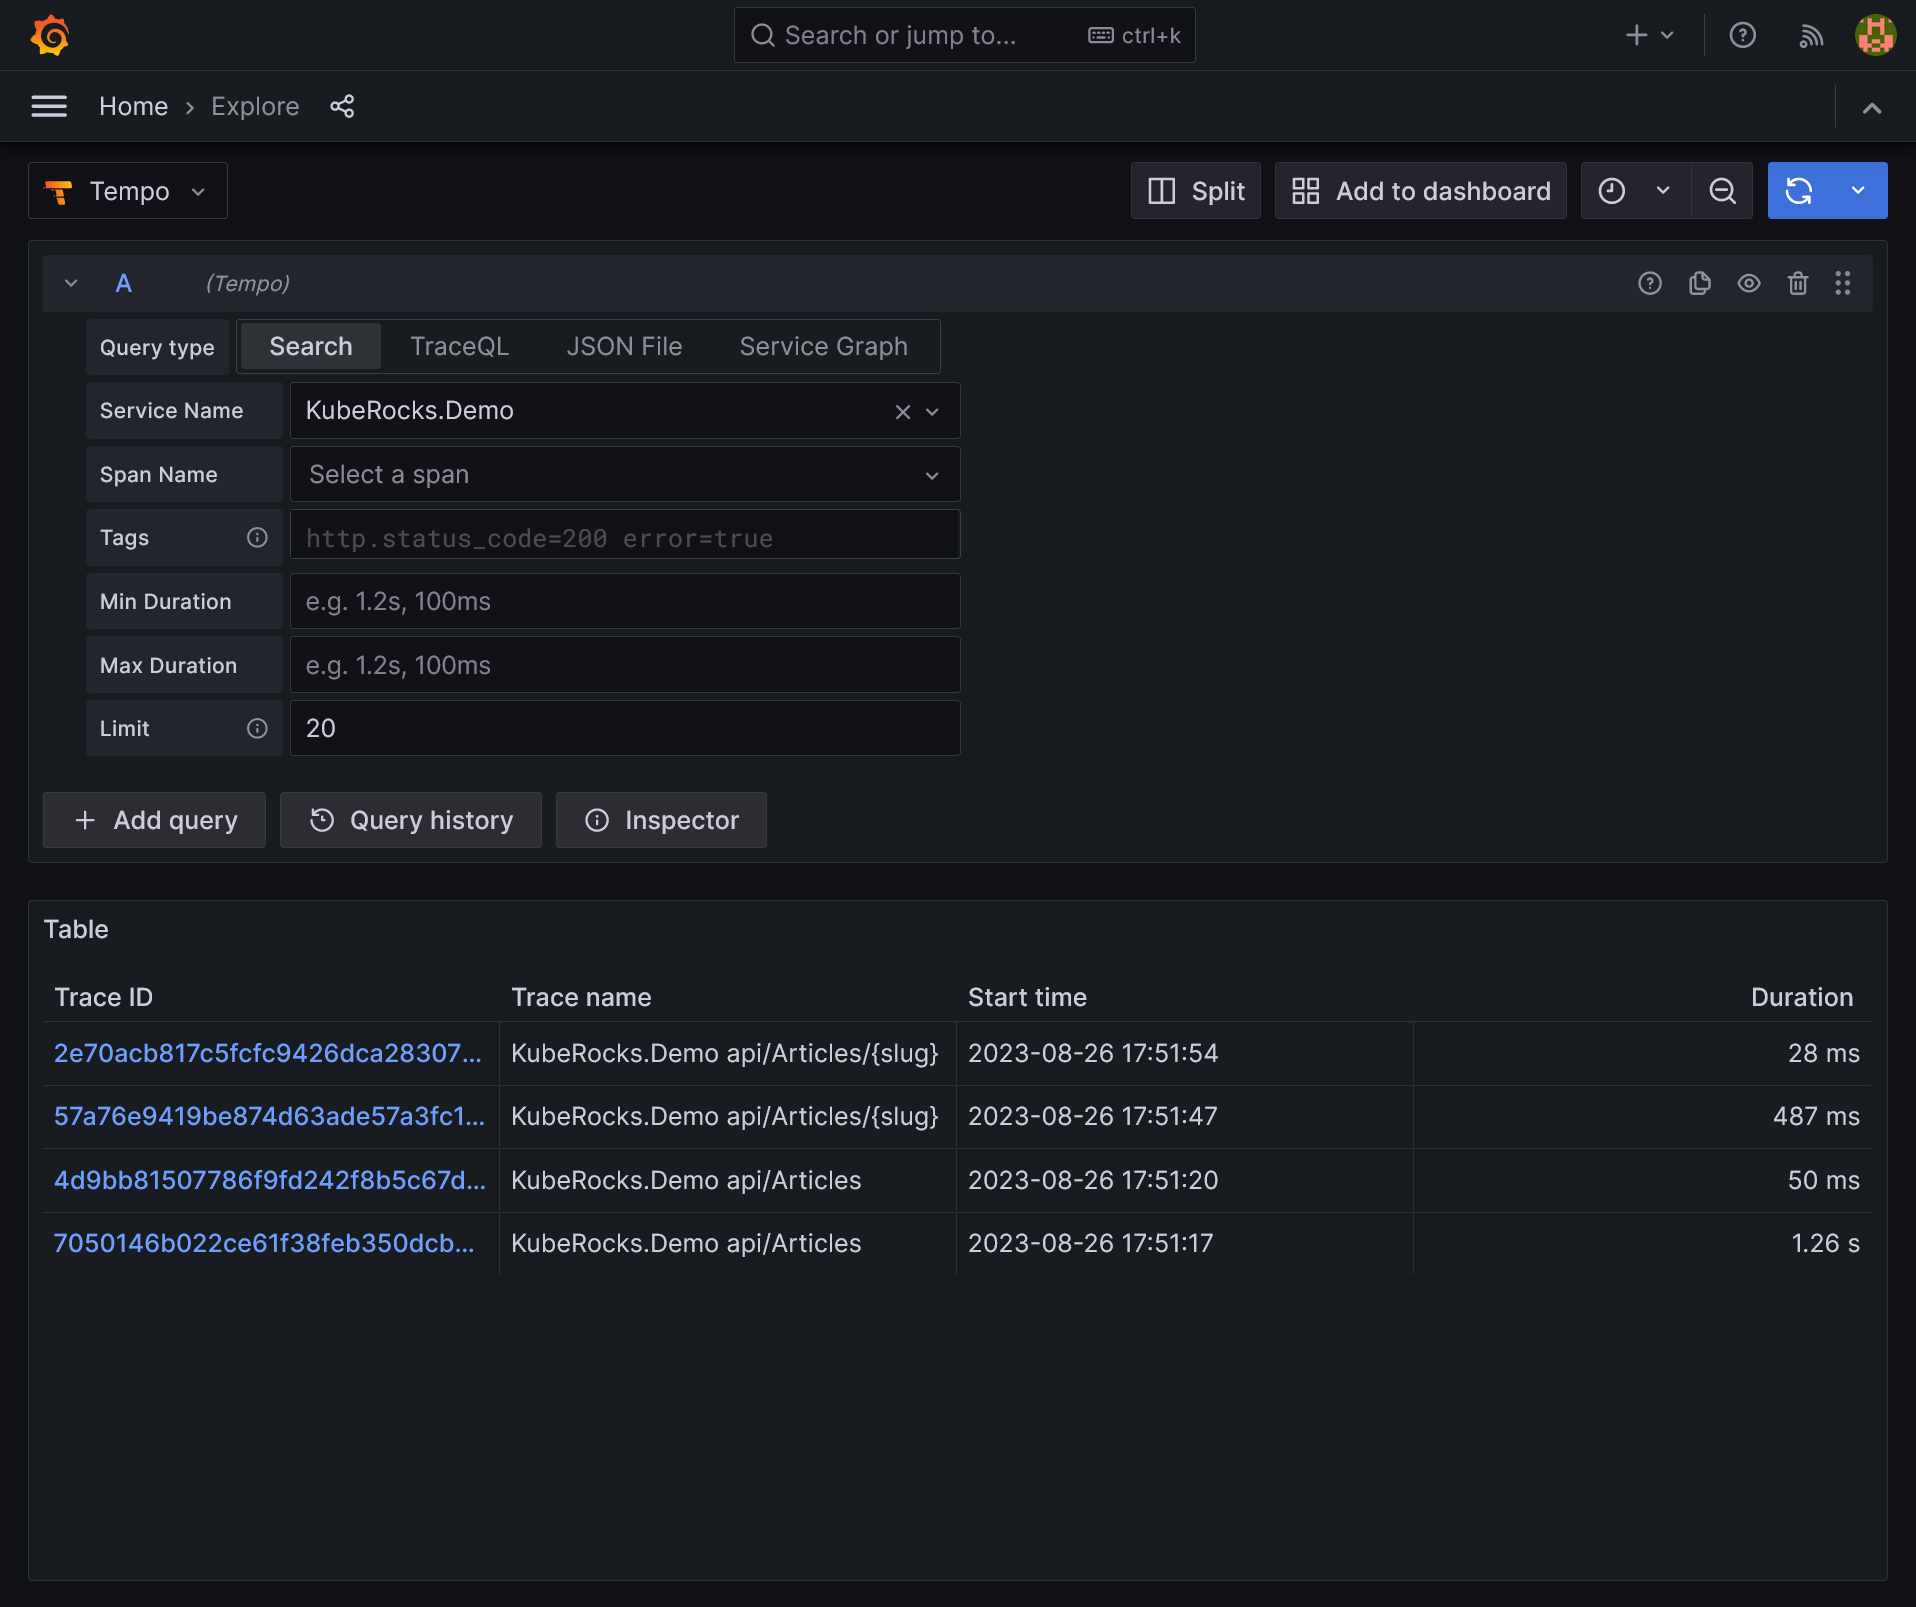 Search or jump to... ctrl+k
Home › Explore
Tempo Split Add to dashboard
A (Tempo)
Query type Search TraceQL JSON File Service Graph
Service Name KubeRocks.Demo
Span Name Select a span
Tags http.status_code=200 error=true
Min Duration e.g. 1.2s, 100ms
Max Duration e.g. 1.2s, 100ms
Limit 20
+ Add query Query history Inspector
Table
Trace ID Trace name Start time Duration
2e70acb817c5fcfc9426dca28307... KubeRocks.Demo api/Articles/{slug} 2023-08-26 17:51:54 28 ms
57a76e9419be874d63ade57a3fc1... KubeRocks.Demo api/Articles/{slug} 2023-08-26 17:51:47 487 ms
4d9bb81507786f9fd242f8b5c67d... KubeRocks.Demo api/Articles 2023-08-26 17:51:20 50 ms
7050146b022ce61f38feb350dcb... KubeRocks.Demo api/Articles 2023-08-26 17:51:17 1.26 s